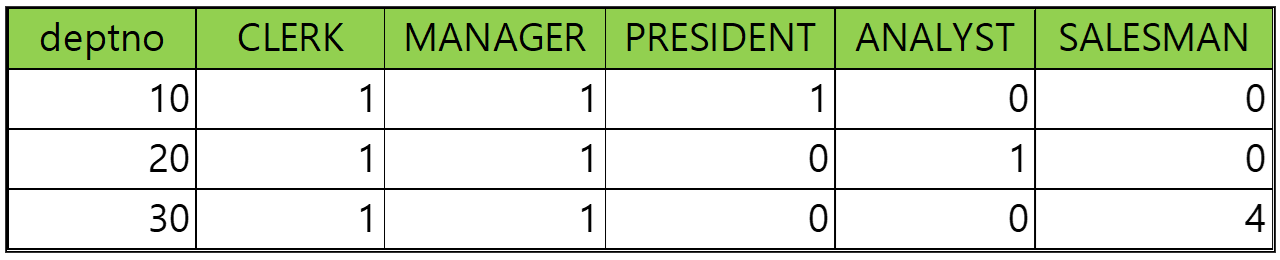 deptno CLERK MANAGER PRESIDENT ANALYST SALESMAN
10 1 1 1 0 0
20 1 1 0 1 0
30 1 1 0 0 4